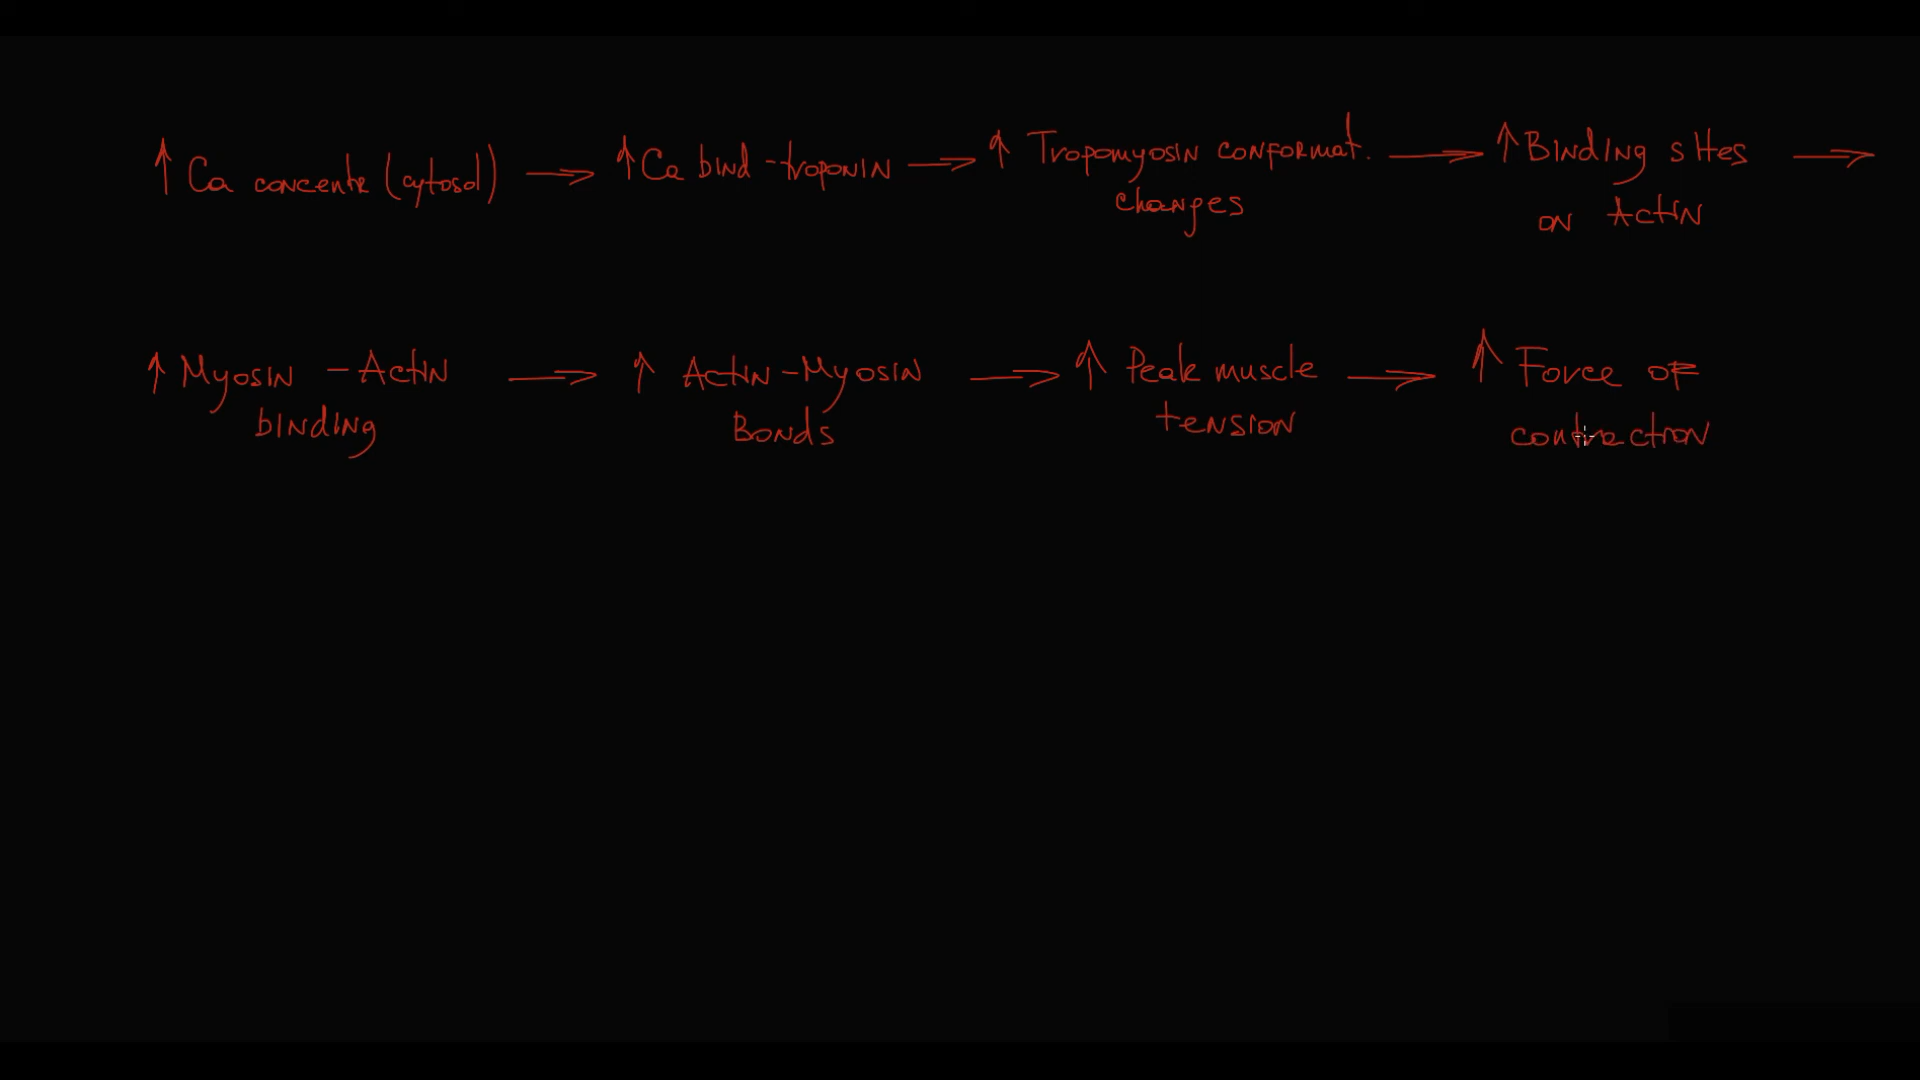 ↑ Ca concentr (cytosol) → ↑ Ca bind - troponin → ↑ Tropomyosin conformat. → ↑ Binding sites →
changes on Actin
↑ Myosin - Actin → ↑ Actin - Myosin → ↑ Peak muscle → ↑ Force of
binding Bonds tension contraction